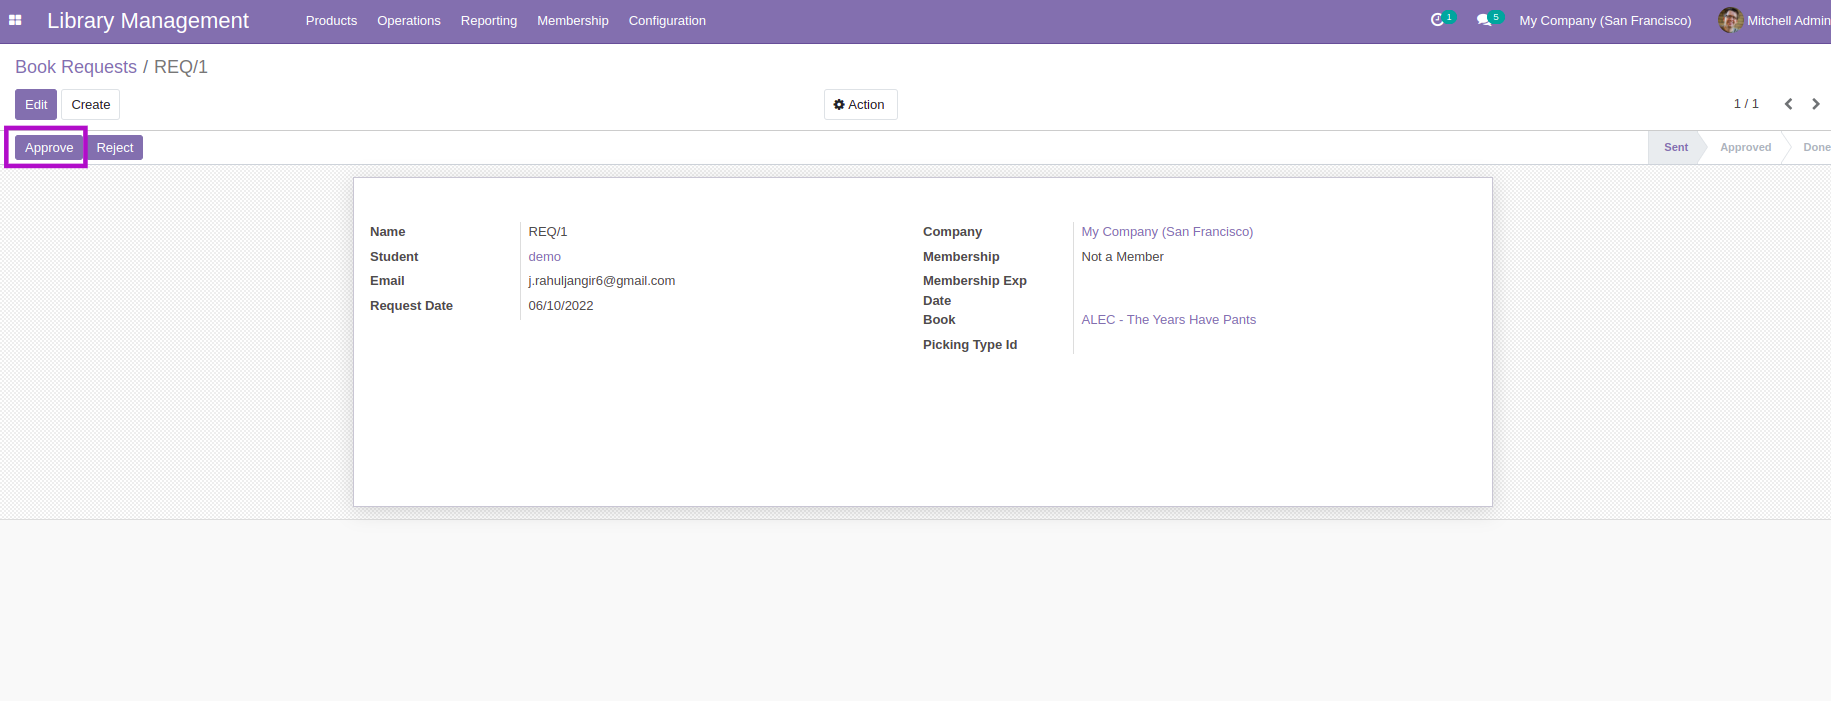 Library Management Products Operations Reporting Membership Configuration 1 5 My Company (San Francisco) Mitchell Admin
Book Requests / REQ/1
Edit Create Action 1 / 1
Approve Reject Sent Approved Done
Name REQ/1 Company My Company (San Francisco)
Student demo Membership Not a Member
Email j.rahuljangir6@gmail.com Membership Exp
Date
Request Date 06/10/2022
Book ALEC - The Years Have Pants
Picking Type Id